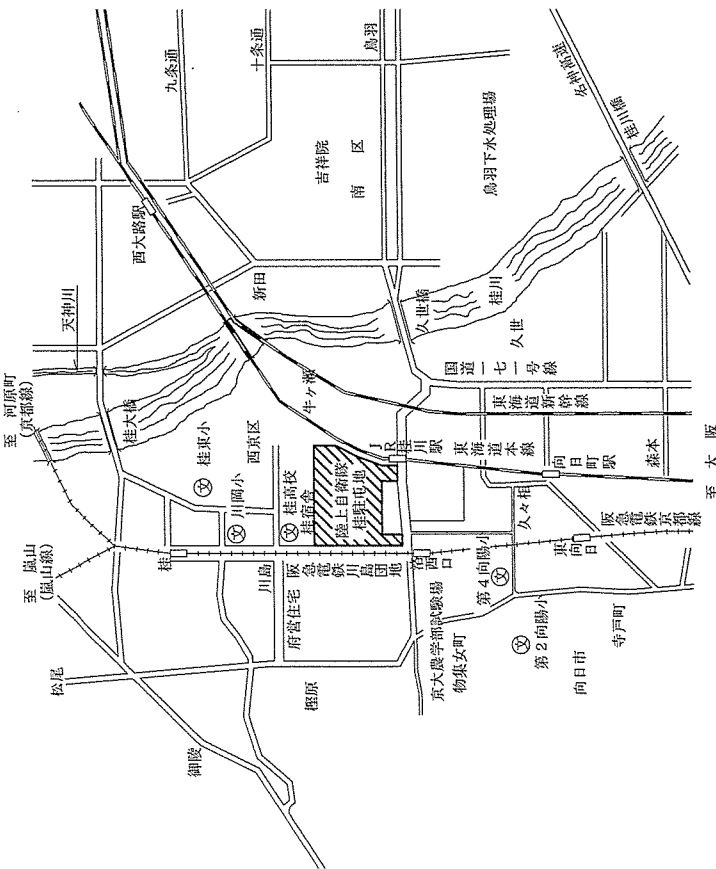 至 河原町
(京都線)
至 嵐山
(嵐山線)
天神川
九条通
十条通
鳥羽
西大路駅
吉祥院
南区
鳥羽下水処理場
名神高速
桂川橋
新田
桂大橋
桂東小
西京区
牛ヶ瀬
久世橋
桂川
久世
国道一七一号線
東海道新幹線
JR桂川駅
東海道本線
向日町駅
森本
至 大阪
川岡小
桂高校
桂宿舎
陸上自衛隊
桂駐屯地
桂
川島
阪急電鉄川島団地
府営住宅
洛西口
久々相
第4向陽小
東向日
阪急電鉄京都線
松尾
御陵
樫原
京大農学部試験場
物集女町
第2向陽小
向日市
寺戸町
文
文
文
文
文